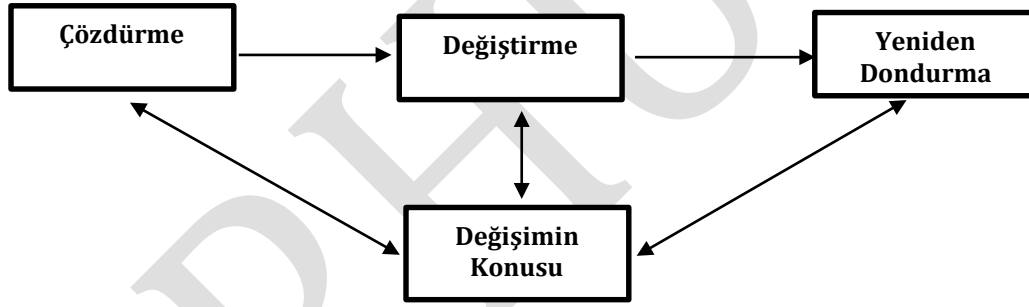 Çözdürme
Değiştirme
Yeniden
Dondurma
Değişimin
Konusu